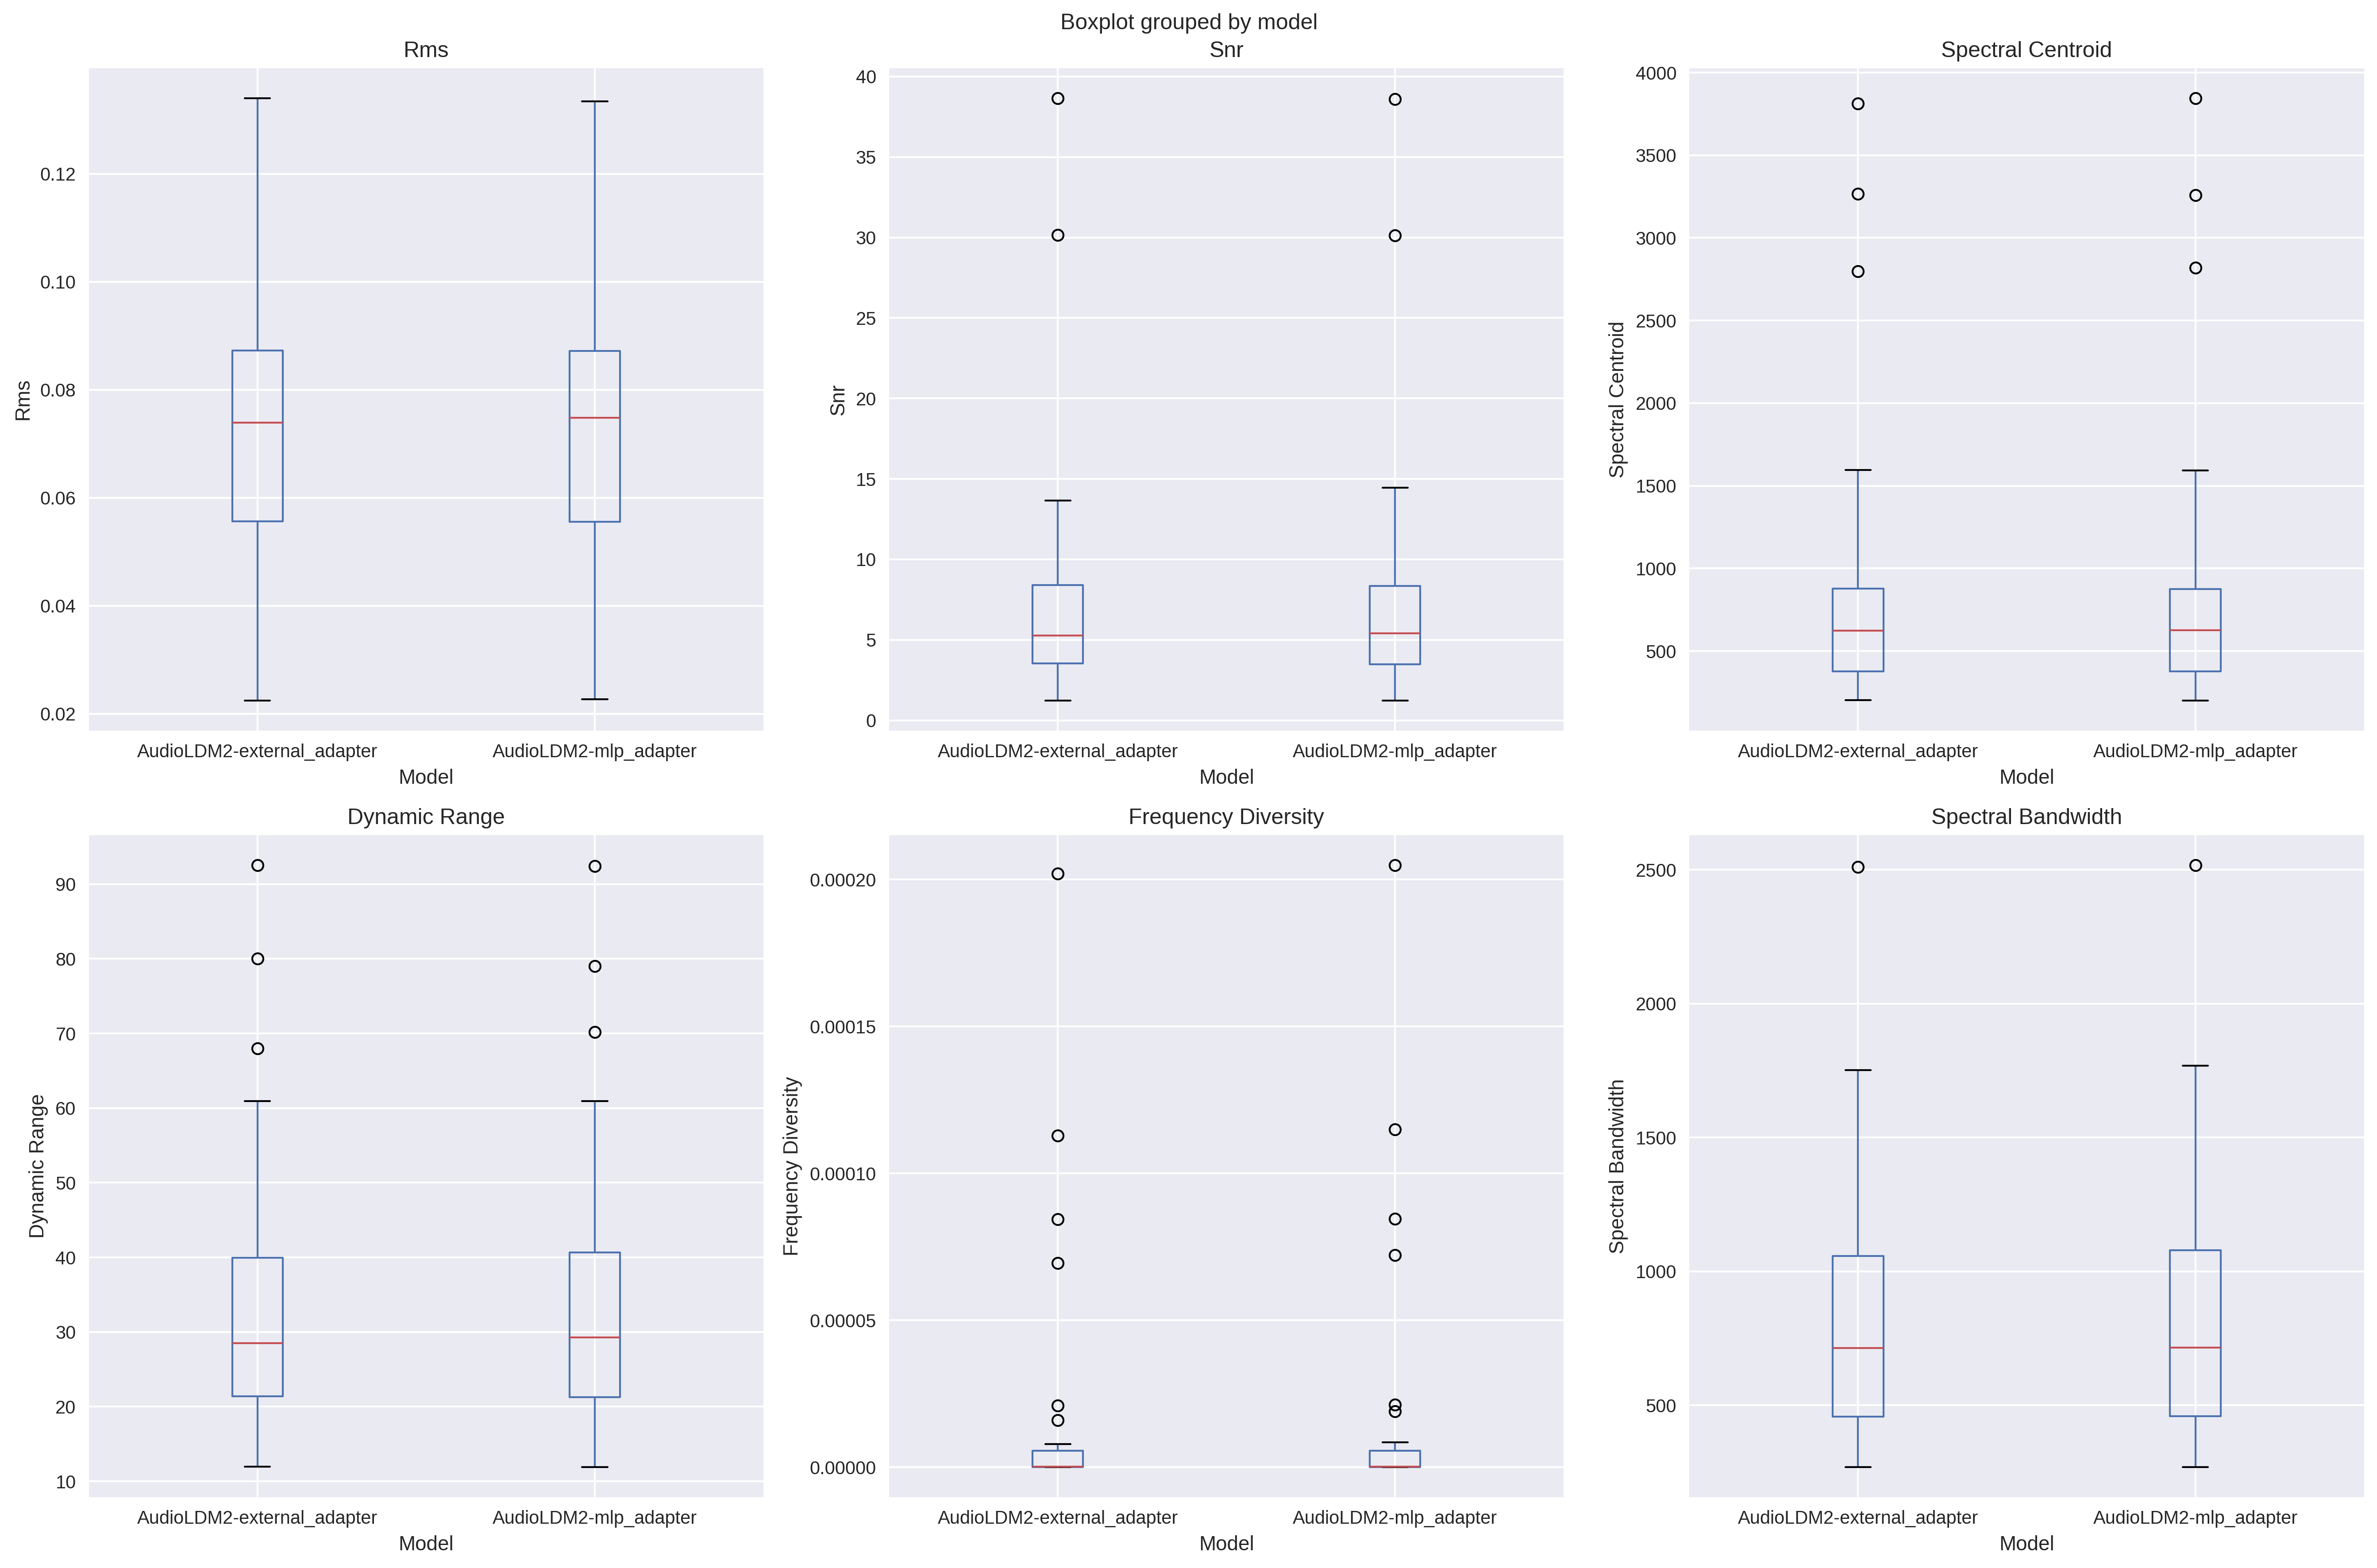 Boxplot grouped by model
Rms
0.12
0.10
0.08
0.06
0.04
0.02
Rms
AudioLDM2-external_adapter AudioLDM2-mlp_adapter
Model
Snr
40
35
30
25
20
15
10
5
0
Snr
AudioLDM2-external_adapter AudioLDM2-mlp_adapter
Model
Spectral Centroid
4000
3500
3000
2500
2000
1500
1000
500
Spectral Centroid
AudioLDM2-external_adapter AudioLDM2-mlp_adapter
Model
Dynamic Range
90
80
70
60
50
40
30
20
10
Dynamic Range
AudioLDM2-external_adapter AudioLDM2-mlp_adapter
Model
Frequency Diversity
0.00020
0.00015
0.00010
0.00005
0.00000
Frequency Diversity
AudioLDM2-external_adapter AudioLDM2-mlp_adapter
Model
Spectral Bandwidth
2500
2000
1500
1000
500
Spectral Bandwidth
AudioLDM2-external_adapter AudioLDM2-mlp_adapter
Model